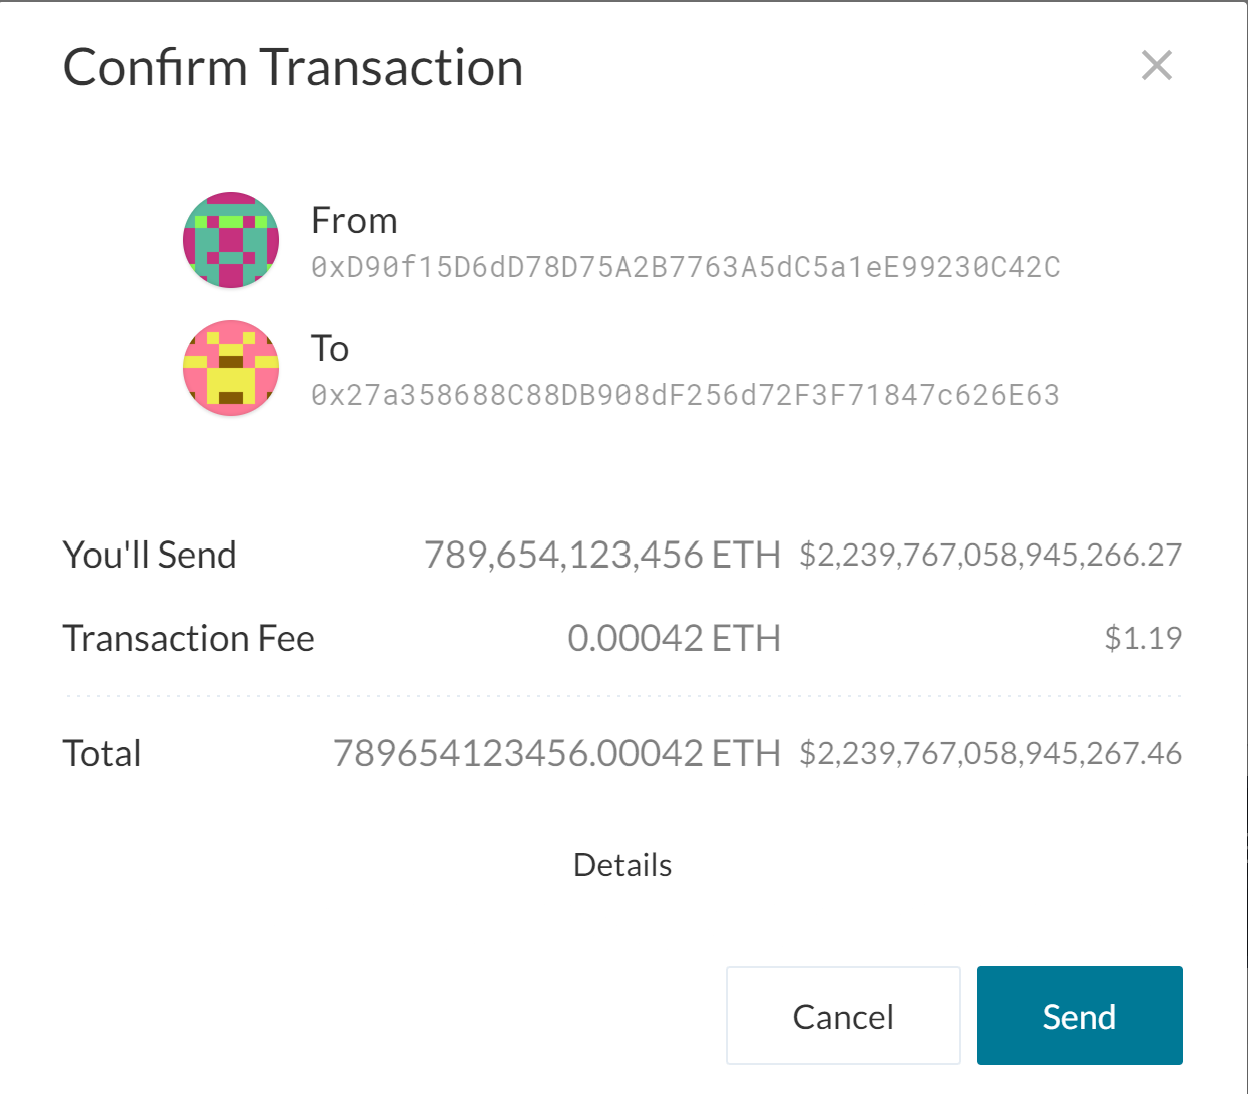 Confirm Transaction
From
0xD90f15D6dD78D75A2B7763A5dC5a1eE99230C42C
To
0x27a358688C88DB908dF256d72F3F71847c626E63
You'll Send 789,654,123,456 ETH $2,239,767,058,945,266.27
Transaction Fee 0.00042 ETH $1.19
Total 789654123456.00042 ETH $2,239,767,058,945,267.46
Details
Cancel Send